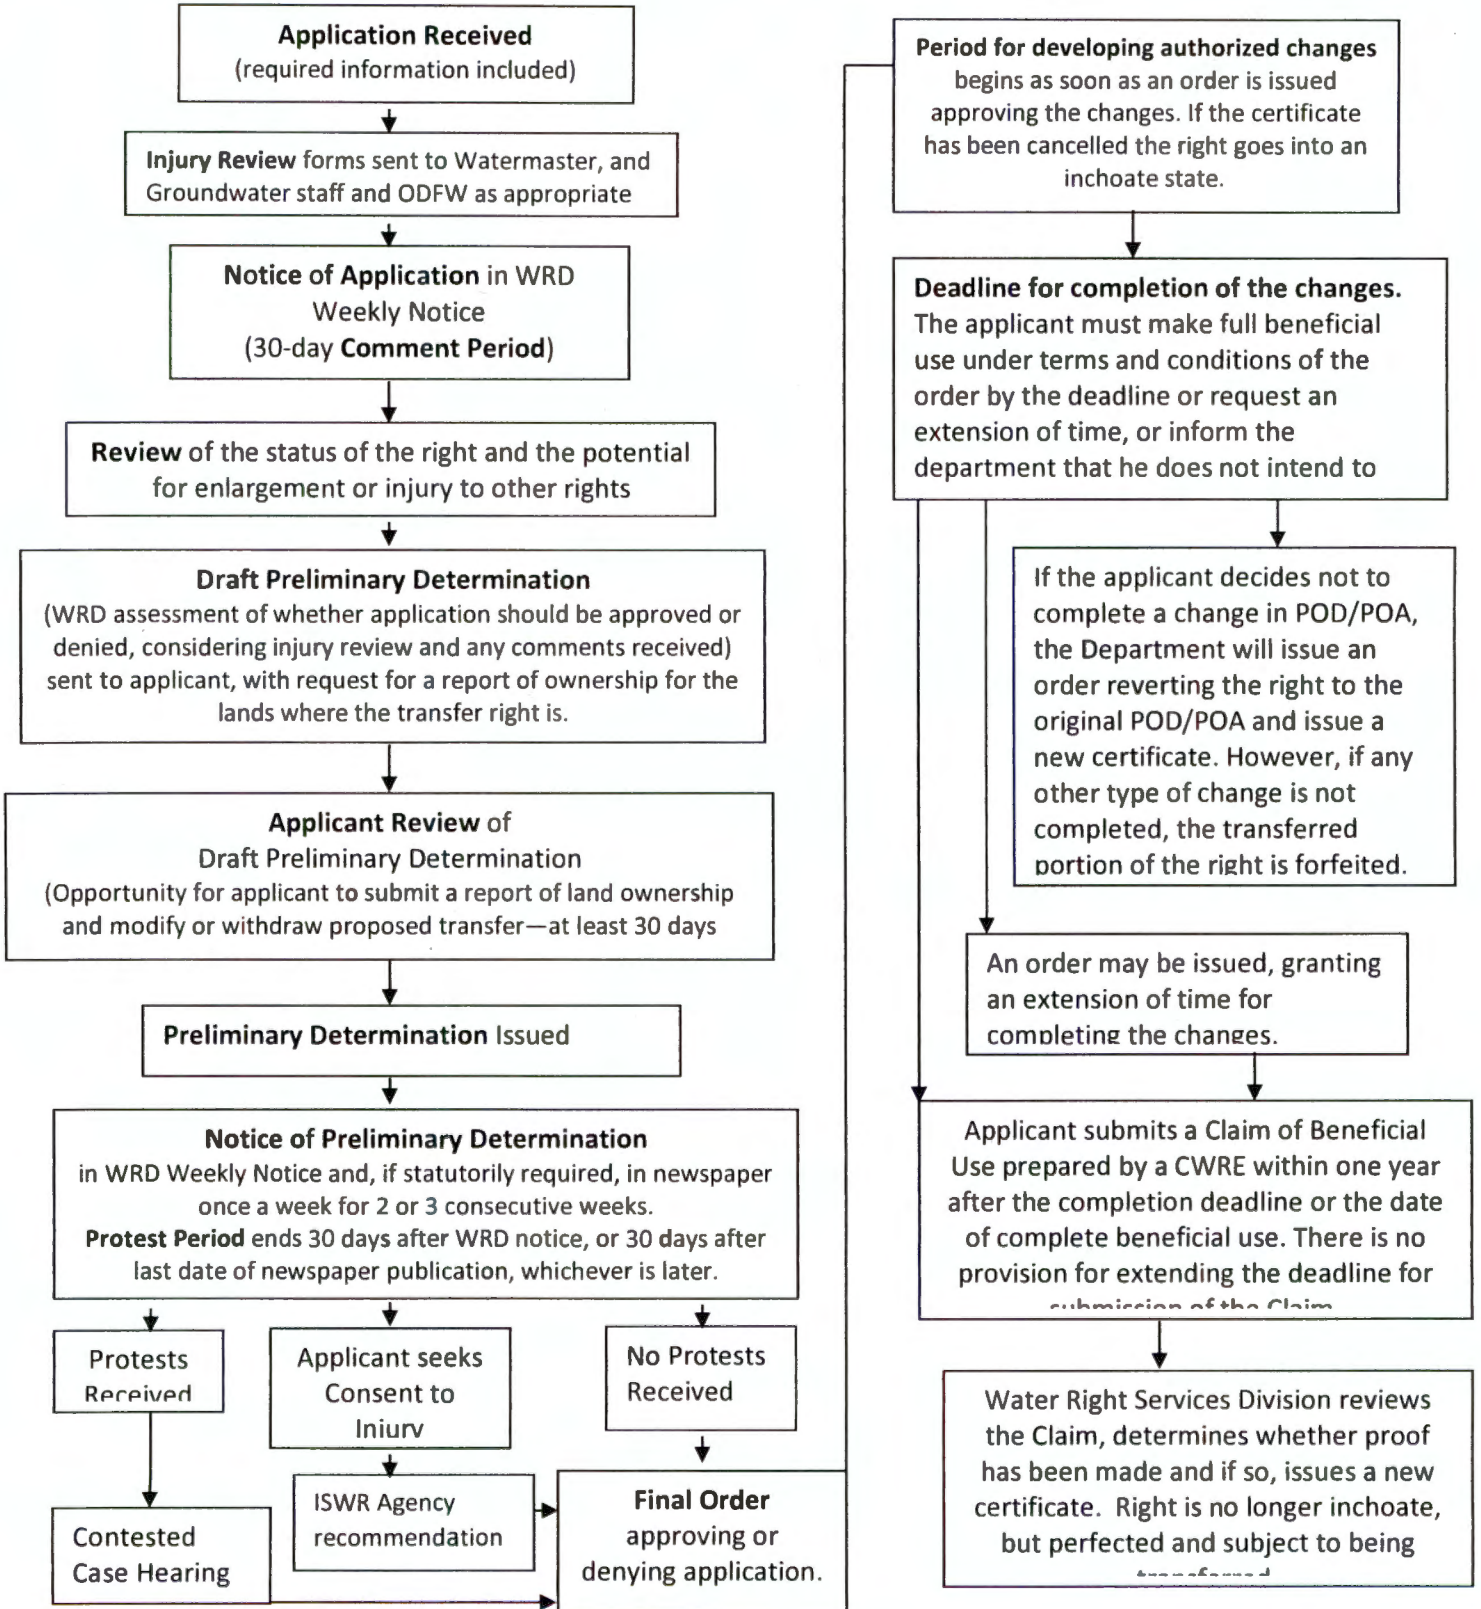 Application Received
(required information included)
Injury Review forms sent to Watermaster, and
Groundwater staff and ODFW as appropriate
Notice of Application in WRD
Weekly Notice
(30-day Comment Period)
Review of the status of the right and the potential
for enlargement or injury to other rights
Draft Preliminary Determination
(WRD assessment of whether application should be approved or
denied, considering injury review and any comments received)
sent to applicant, with request for a report of ownership for the
lands where the transfer right is.
Applicant Review of
Draft Preliminary Determination
(Opportunity for applicant to submit a report of land ownership
and modify or withdraw proposed transfer—at least 30 days
Preliminary Determination Issued
Notice of Preliminary Determination
in WRD Weekly Notice and, if statutorily required, in newspaper
once a week for 2 or 3 consecutive weeks.
Protest Period ends 30 days after WRD notice, or 30 days after
last date of newspaper publication, whichever is later.
Protests
Received
Applicant seeks
Consent to
Injury
No Protests
Received
Contested
Case Hearing
ISWR Agency
recommendation
Final Order
approving or
denying application.
Period for developing authorized changes
begins as soon as an order is issued
approving the changes. If the certificate
has been cancelled the right goes into an
inchoate state.
Deadline for completion of the changes.
The applicant must make full beneficial
use under terms and conditions of the
order by the deadline or request an
extension of time, or inform the
department that he does not intend to
If the applicant decides not to
complete a change in POD/POA,
the Department will issue an
order reverting the right to the
original POD/POA and issue a
new certificate. However, if any
other type of change is not
completed, the transferred
portion of the right is forfeited.
An order may be issued, granting
an extension of time for
completing the changes.
Applicant submits a Claim of Beneficial
Use prepared by a CWRE within one year
after the completion deadline or the date
of complete beneficial use. There is no
provision for extending the deadline for
submission of the Claim
Water Right Services Division reviews
the Claim, determines whether proof
has been made and if so, issues a new
certificate. Right is no longer inchoate,
but perfected and subject to being